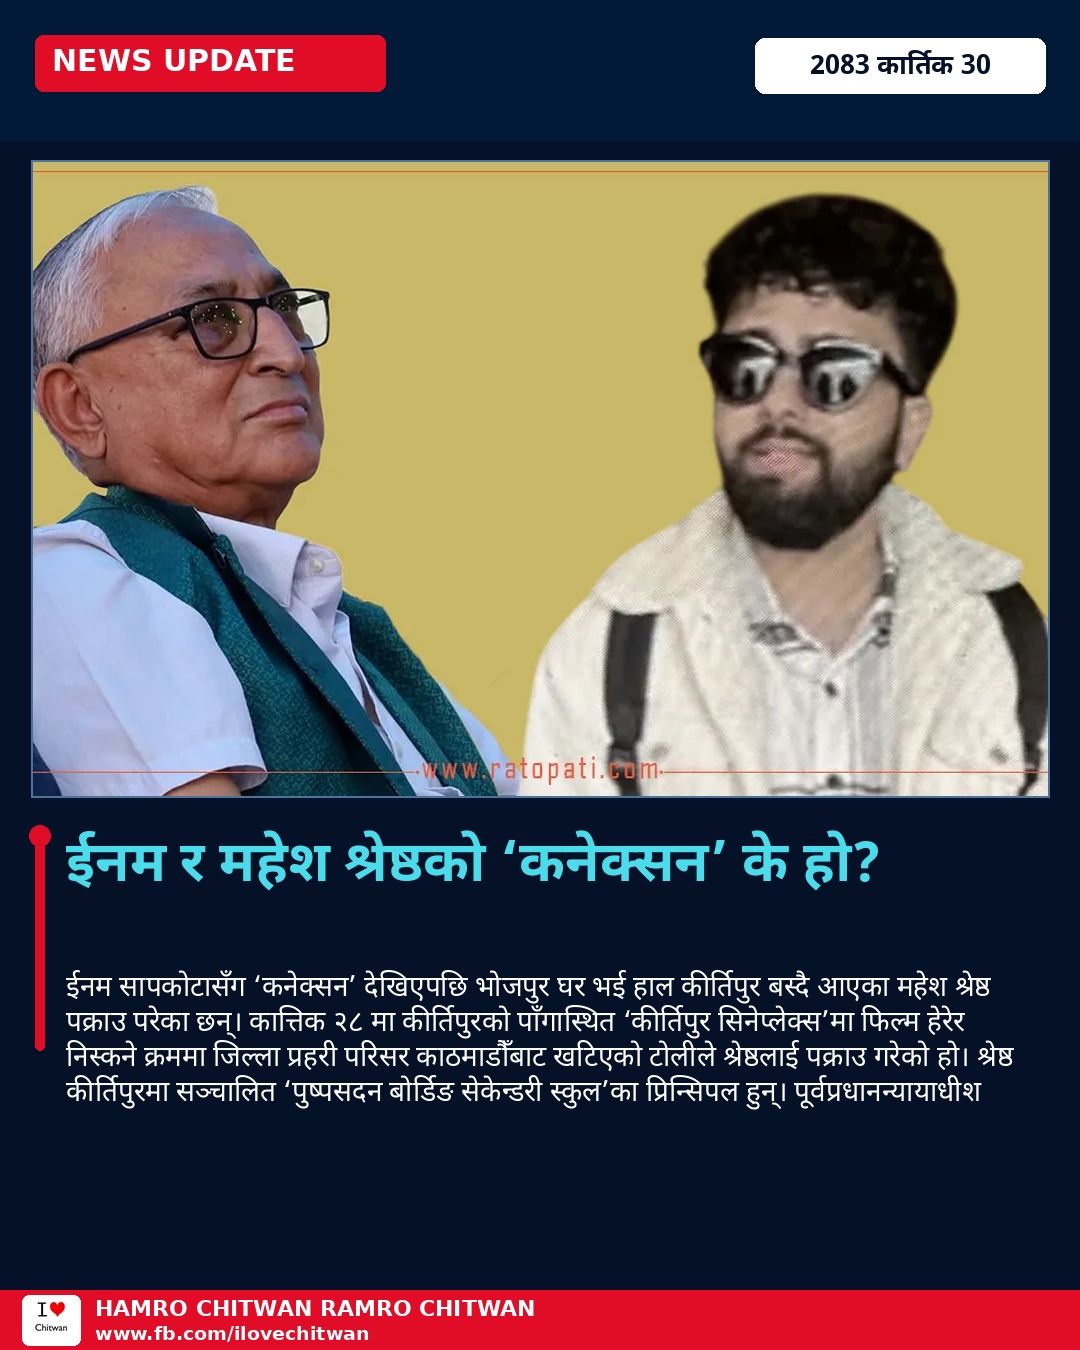 NEWS UPDATE
2083 कार्तिक 30
www.ratopati.com
ईनम र महेश श्रेष्ठको ‘कनेक्सन’ के हो?
ईनम सापकोटासँग ‘कनेक्सन’ देखिएपछि भोजपुर घर भई हाल कीर्तिपुर बस्दै आएका महेश श्रेष्ठ
पक्राउ परेका छन्। कात्तिक २८ मा कीर्तिपुरको पाँगास्थित ‘कीर्तिपुर सिनेप्लेक्स’मा फिल्म हेरेर
निस्कने क्रममा जिल्ला प्रहरी परिसर काठमाडौँबाट खटिएको टोलीले श्रेष्ठलाई पक्राउ गरेको हो। श्रेष्ठ
कीर्तिपुरमा सञ्चालित ‘पुष्पसदन बोर्डिङ सेकेन्डरी स्कुल’का प्रिन्सिपल हुन्। पूर्वप्रधानन्यायाधीश
I♥
Chitwan
HAMRO CHITWAN RAMRO CHITWAN
www.fb.com/ilovechitwan